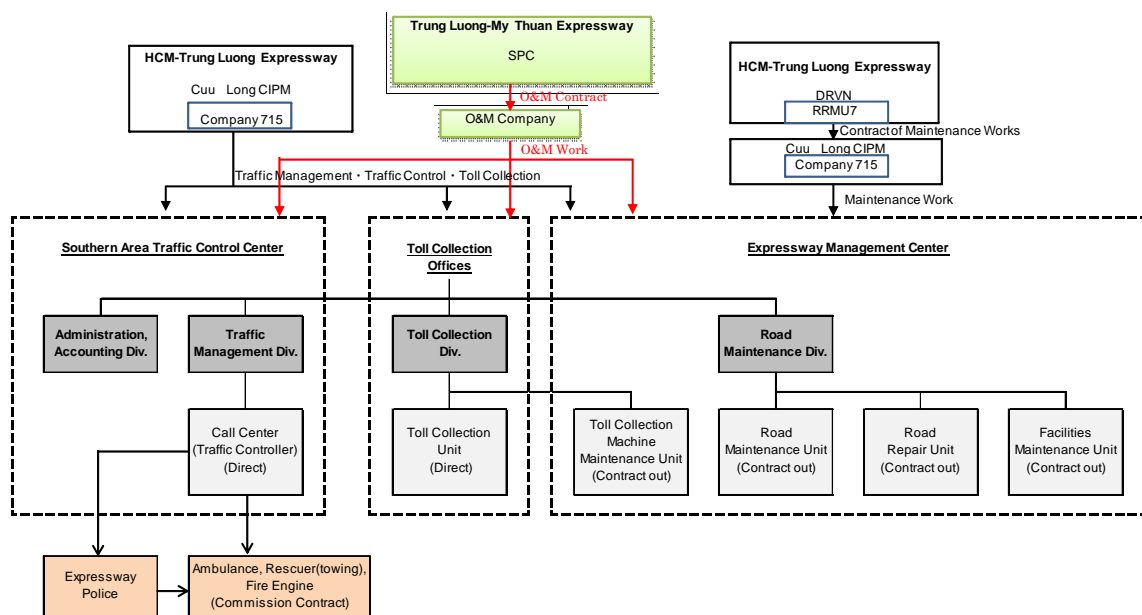 Trung Luong-My Thuan Expressway
SPC
HCM-Trung Luong Expressway
Cuu Long CIPM
Company 715
HCM-Trung Luong Expressway
DRVN
RRMU7
O&M Contract
O&M Company
Contract of Maintenance Works
O&M Work
Cuu Long CIPM
Company 715
Traffic Management・Traffic Control・Toll Collection
Maintenance Work
Southern Area Traffic Control Center
Toll Collection
Offices
Expressway Management Center
Administration,
Accounting Div.
Traffic
Management Div.
Toll Collection
Div.
Road
Maintenance Div.
Call Center
(Traffic Controller)
(Direct)
Toll Collection
Unit
(Direct)
Toll Collection
Machine
Maintenance Unit
(Contract out)
Road
Maintenance Unit
(Contract out)
Road
Repair Unit
(Contract out)
Facilities
Maintenance Unit
(Contract out)
Expressway
Police
Ambulance, Rescuer(towing),
Fire Engine
(Commission Contract)